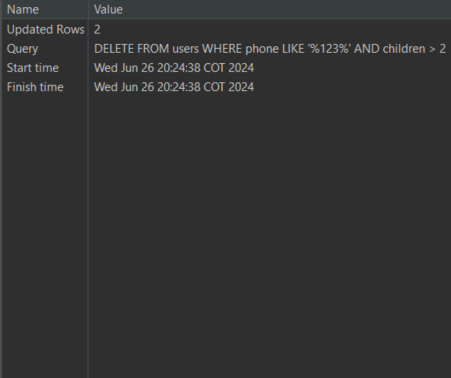 Name Value
Updated Rows 2
Query DELETE FROM users WHERE phone LIKE '%123%' AND children > 2
Start time Wed Jun 26 20:24:38 COT 2024
Finish time Wed Jun 26 20:24:38 COT 2024